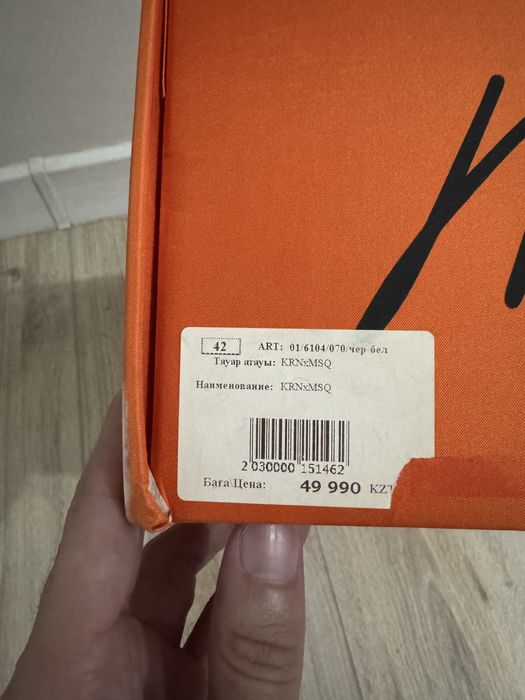 42 ART: 01/6104/070/чер-бел
Тауар атауы: KRNxMSQ
Наименование: KRNxMSQ
2 030000 151462
Баға\Цена: 49 990 KZT